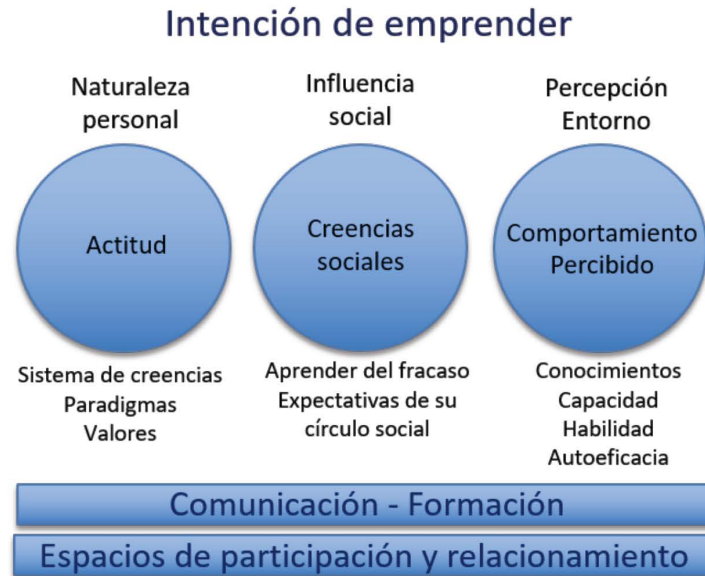 Intención de emprender
Naturaleza
personal
Influencia
social
Percepción
Entorno
Actitud
Creencias
sociales
Comportamiento
Percibido
Sistema de creencias
Paradigmas
Valores
Aprender del fracaso
Expectativas de su
círculo social
Conocimientos
Capacidad
Habilidad
Autoeficacia
Comunicación - Formación
Espacios de participación y relacionamiento